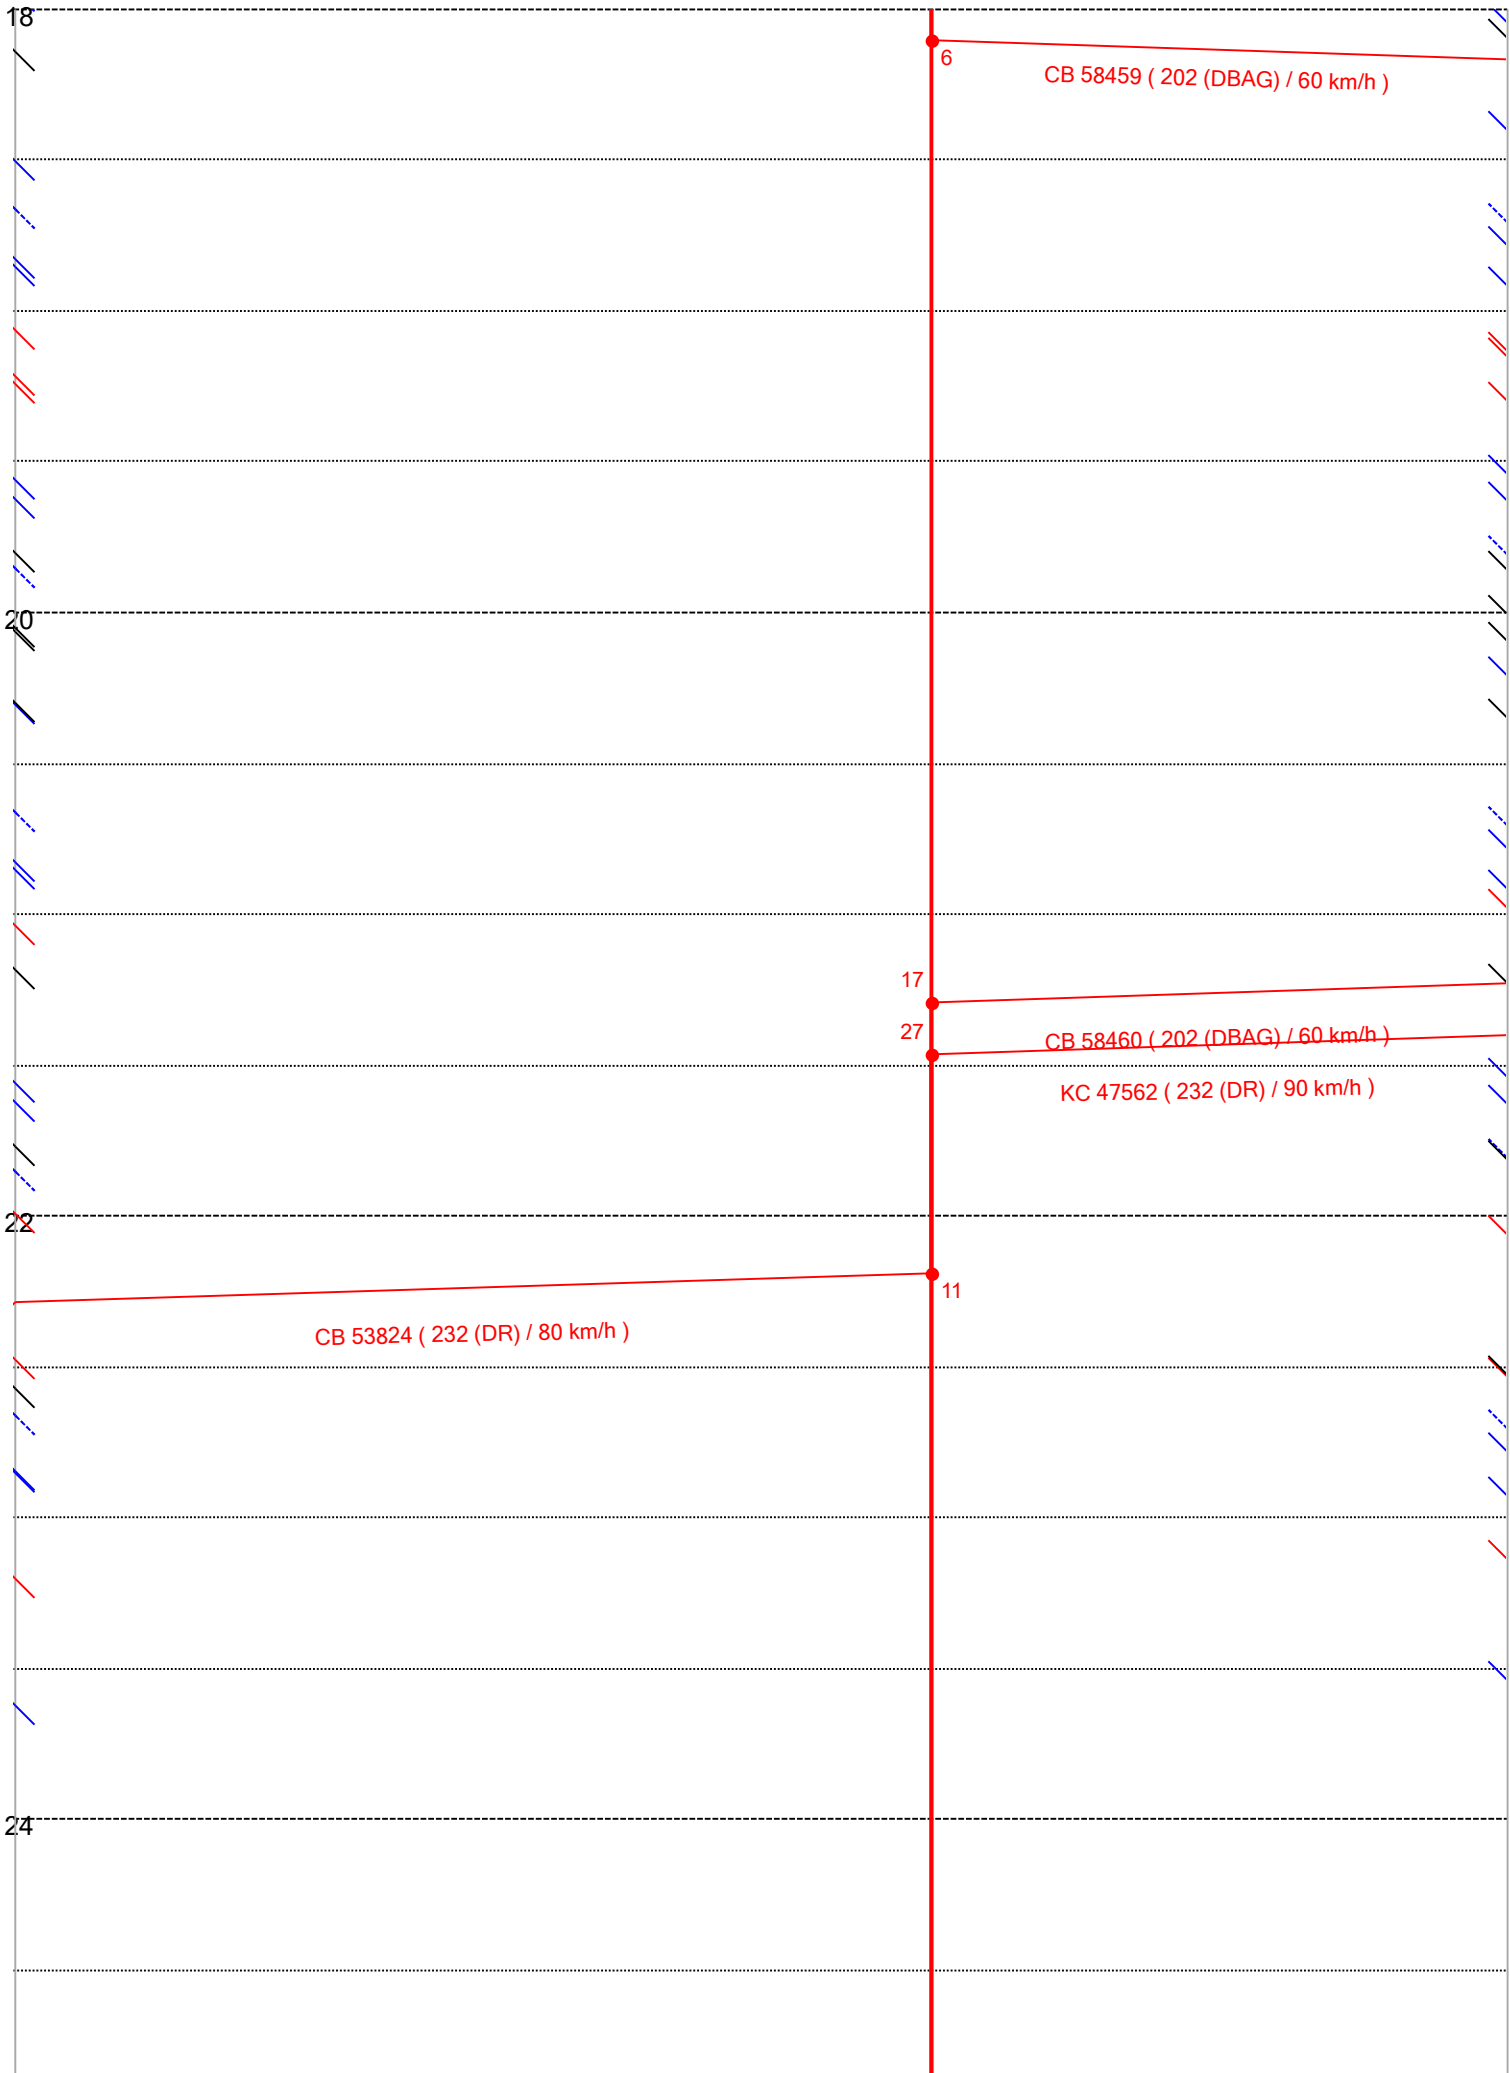 18
6
CB 58459 ( 202 (DBAG) / 60 km/h )
20
17
27
CB 58460 ( 202 (DBAG) / 60 km/h )
KC 47562 ( 232 (DR) / 90 km/h )
22
11
CB 53824 ( 232 (DR) / 80 km/h )
24